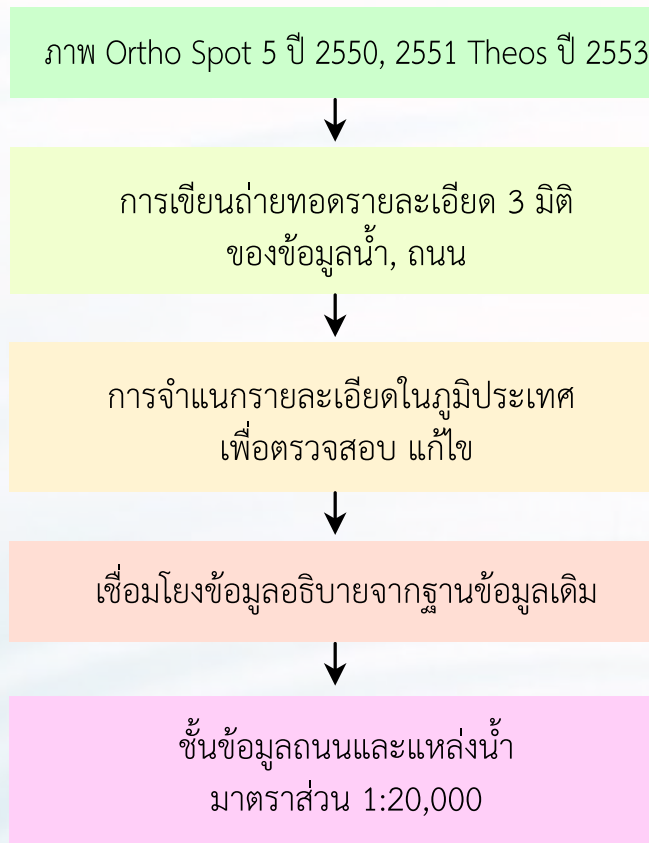 ภาพ Ortho Spot 5 ปี 2550, 2551 Theos ปี 2553
การเขียนถ่ายทอดรายละเอียด 3 มิติ
ของข้อมูลน้ำ, ถนน
การจำแนกรายละเอียดในภูมิประเทศ
เพื่อตรวจสอบ แก้ไข
เชื่อมโยงข้อมูลอธิบายจากฐานข้อมูลเดิม
ชั้นข้อมูลถนนและแหล่งน้ำ
มาตราส่วน 1:20,000